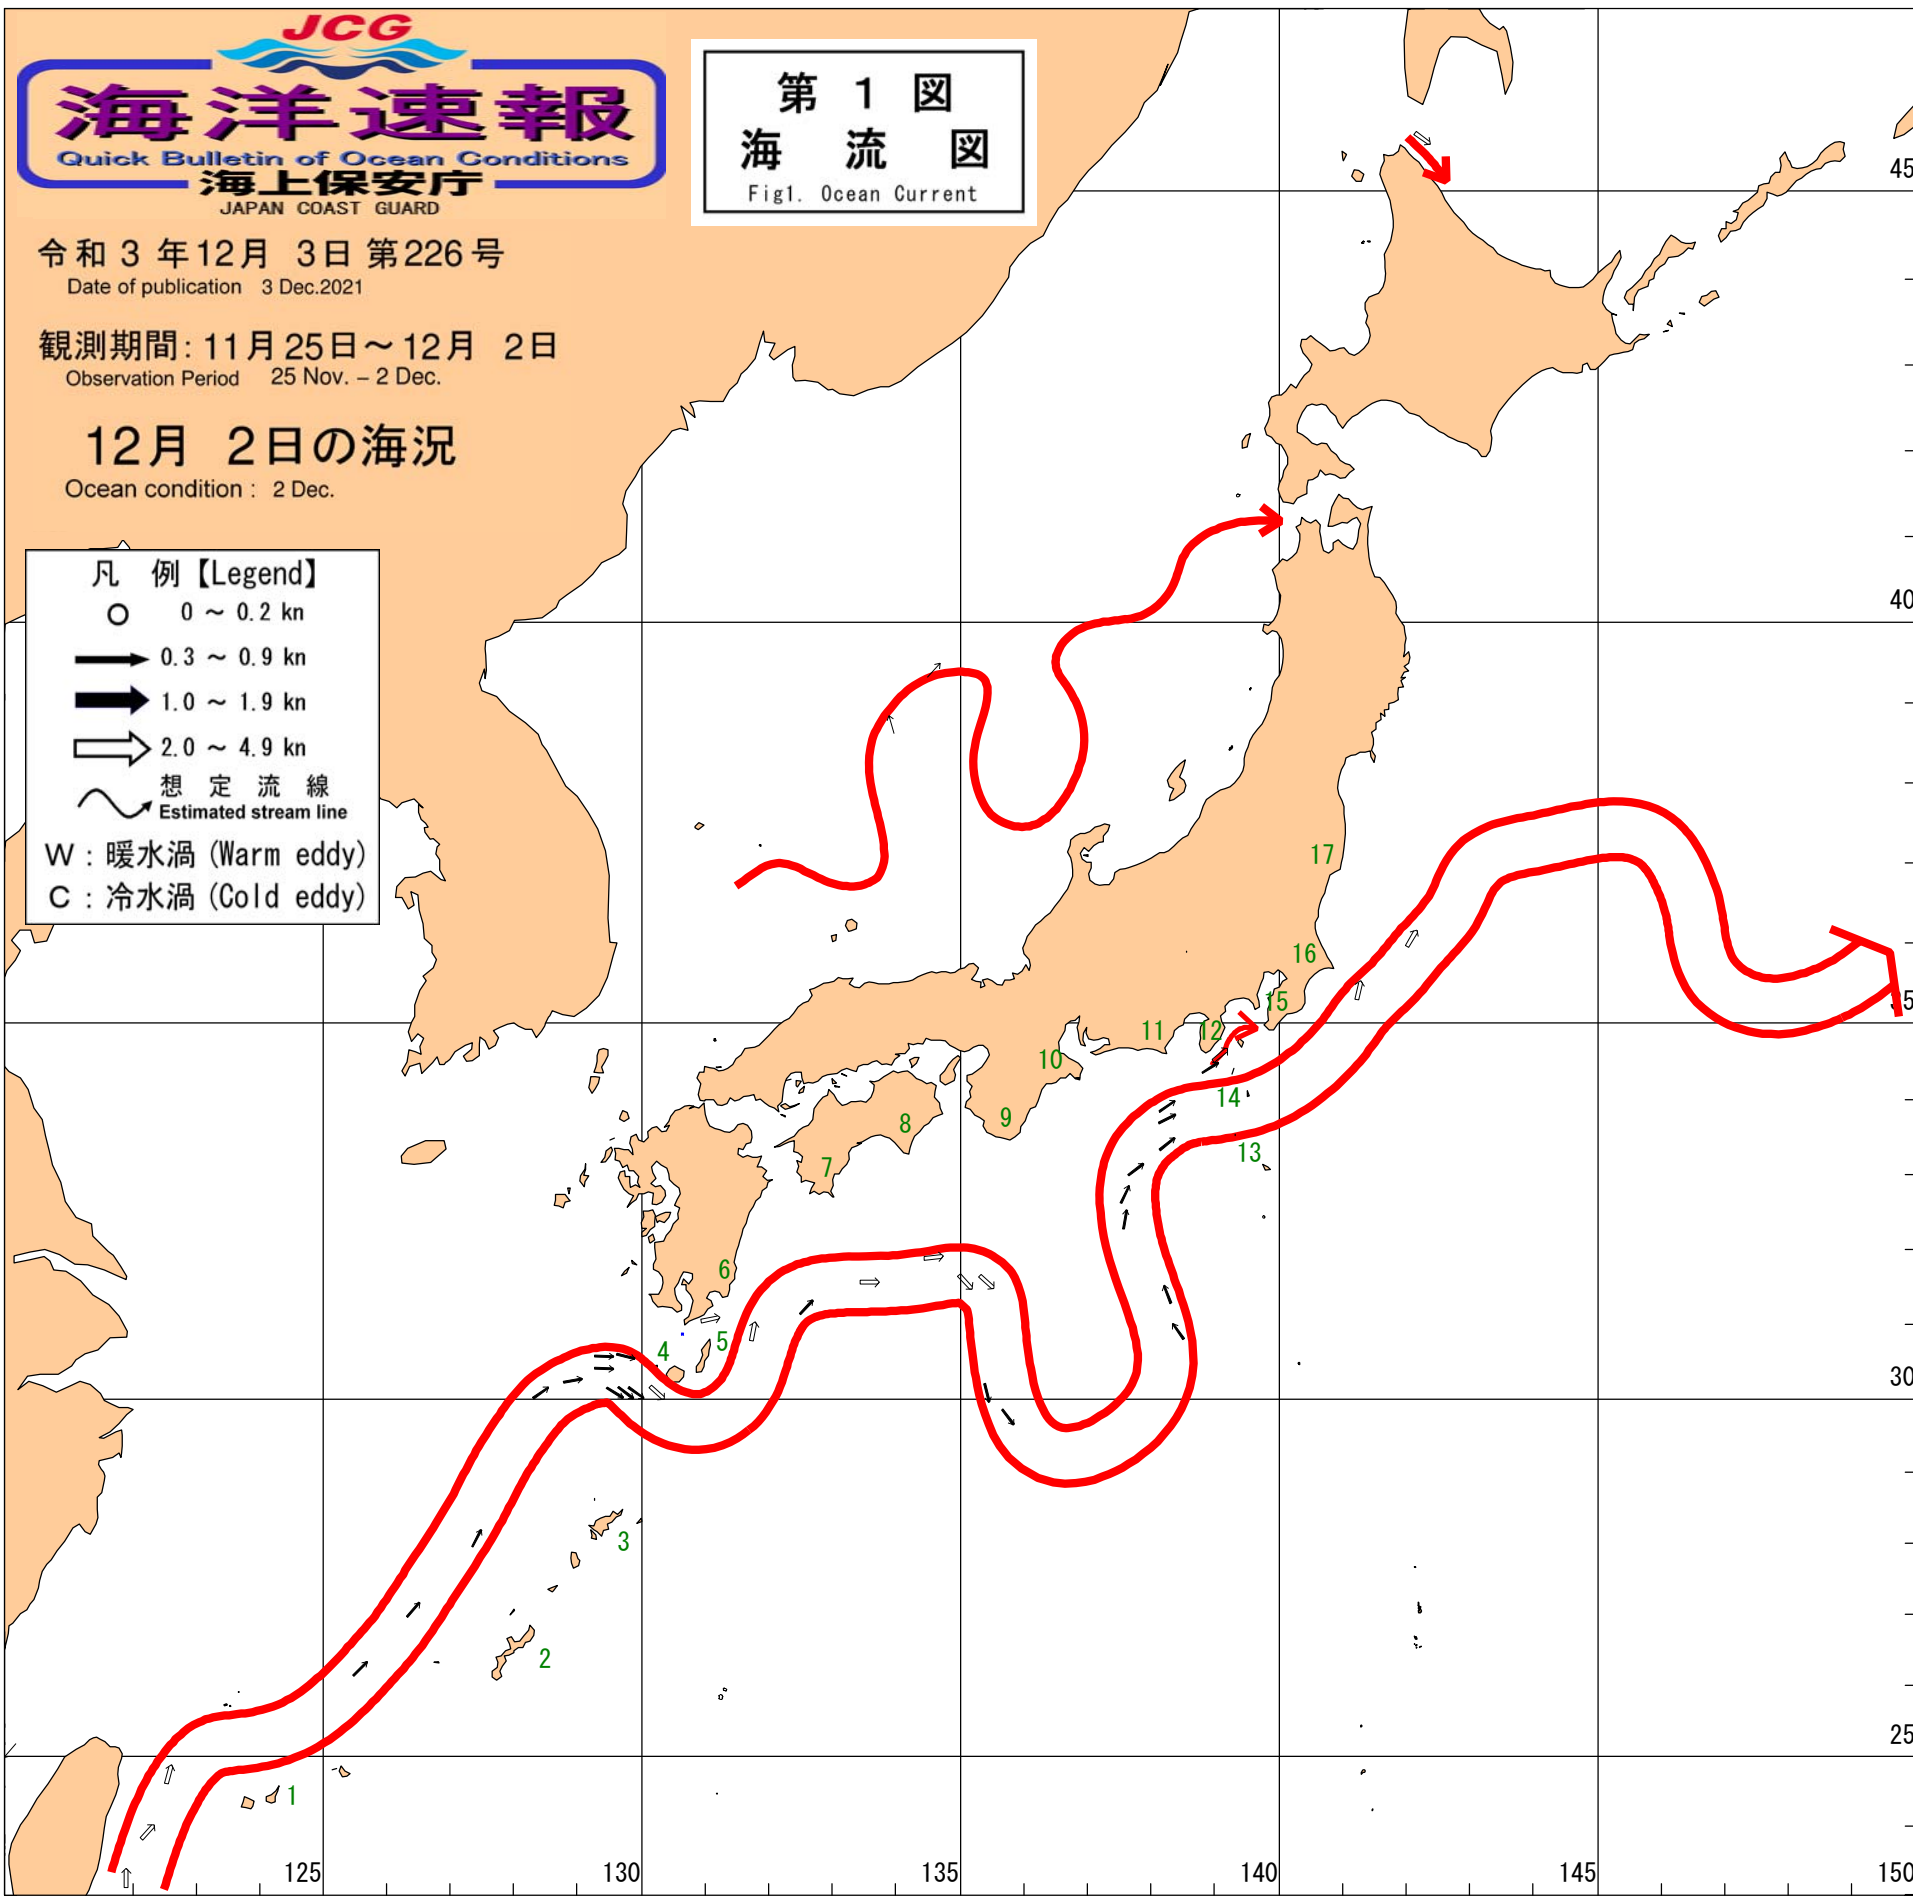 JCG
海洋速報
Quick Bulletin of Ocean Conditions
海上保安庁
JAPAN COAST GUARD
第 1 図
海 流 図
Fig1. Ocean Current
令和 3 年12月 3日 第226号
Date of publication 3 Dec.2021
観測期間: 11月25日～12月 2日
Observation Period 25 Nov. – 2 Dec.
12月 2日の海況
Ocean condition : 2 Dec.
凡 例【Legend】
0 ～ 0.2 kn
0.3 ～ 0.9 kn
1.0 ～ 1.9 kn
2.0 ～ 4.9 kn
想 定 流 線
Estimated stream line
W : 暖水渦 (Warm eddy)
C : 冷水渦 (Cold eddy)
45
40
17
16
15
35
12
11
10
14
9
8
13
7
6
5
4
30
3
2
25
1
125
130
135
140
145
150